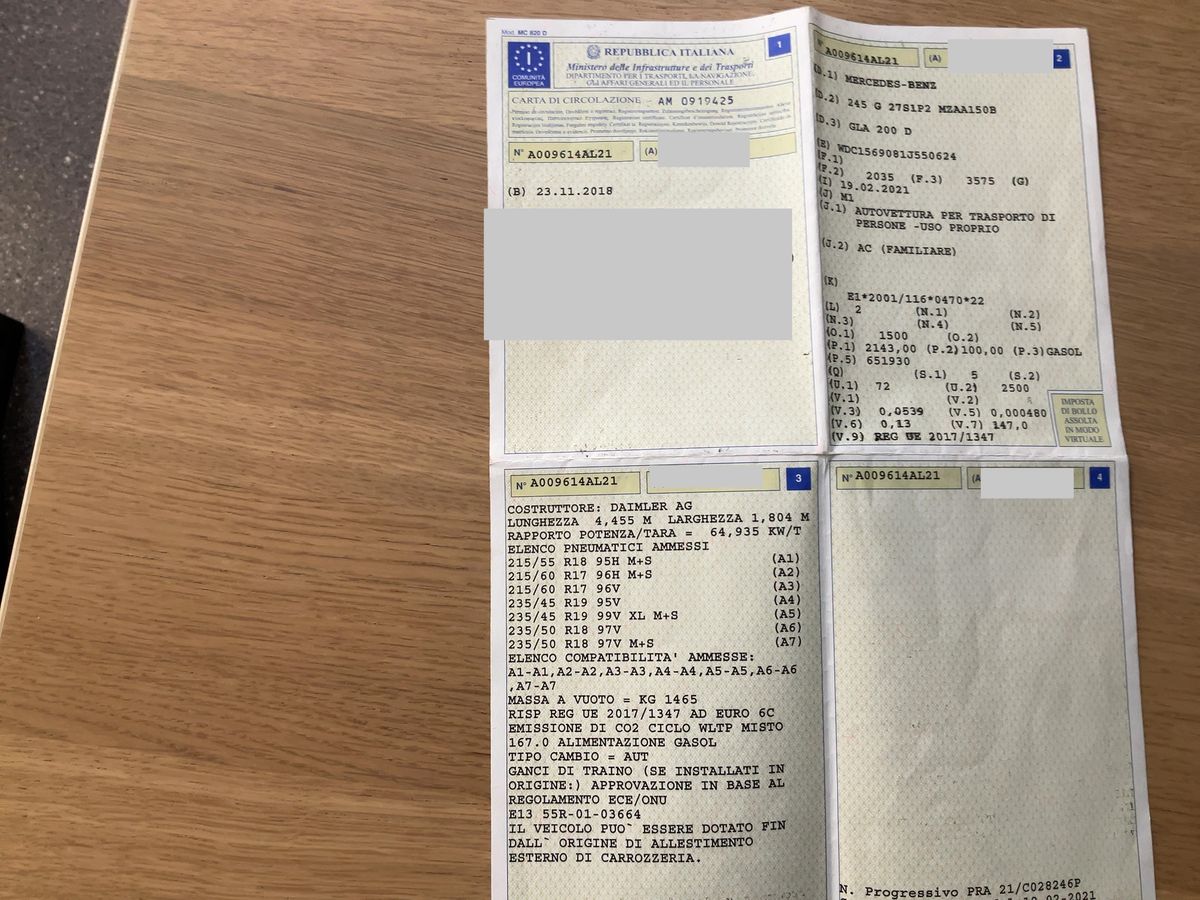 Mod. MC 820 D
COMUNITÀ
EUROPEA
I
REPUBBLICA ITALIANA
Ministero delle Infrastrutture e dei Trasporti
DIPARTIMENTO PER I TRASPORTI, LA NAVIGAZIONE,
GLI AFFARI GENERALI ED IL PERSONALE
1
CARTA DI CIRCOLAZIONE - AM 0919425
N° A009614AL21 (A)
(B) 23.11.2018
N° A009614AL21 (A) 2
(D.1) MERCEDES-BENZ
(D.2) 245 G 27S1P2 MZAA150B
(D.3) GLA 200 D
(E) WDC1569081J550624
(F.1)
(F.2) 2035 (F.3) 3575 (G)
(I) 19.02.2021
(J) M1
(J.1) AUTOVETTURA PER TRASPORTO DI
PERSONE -USO PROPRIO
(J.2) AC (FAMILIARE)
(K)
E1*2001/116*0470*22
(L) 2 (N.1) (N.2)
(N.3) (N.4) (N.5)
(O.1) 1500 (O.2)
(P.1) 2143,00 (P.2)100,00 (P.3)GASOL
(P.5) 651930
(Q) (S.1) 5 (S.2)
(U.1) 72 (U.2) 2500
(V.1) (V.2)
(V.3) 0,0539 (V.5) 0,000480
(V.6) 0,13 (V.7) 147,0
(V.9) REG UE 2017/1347
IMPOSTA
DI BOLLO
ASSOLTA
IN MODO
VIRTUALE
N° A009614AL21 3
COSTRUTTORE: DAIMLER AG
LUNGHEZZA 4,455 M LARGHEZZA 1,804 M
RAPPORTO POTENZA/TARA = 64,935 KW/T
ELENCO PNEUMATICI AMMESSI
215/55 R18 95H M+S (A1)
215/60 R17 96H M+S (A2)
215/60 R17 96V (A3)
235/45 R19 95V (A4)
235/45 R19 99V XL M+S (A5)
235/50 R18 97V (A6)
235/50 R18 97V M+S (A7)
ELENCO COMPATIBILITA' AMMESSE:
A1-A1,A2-A2,A3-A3,A4-A4,A5-A5,A6-A6
,A7-A7
MASSA A VUOTO = KG 1465
RISP REG UE 2017/1347 AD EURO 6C
EMISSIONE DI CO2 CICLO WLTP MISTO
167.0 ALIMENTAZIONE GASOL
TIPO CAMBIO = AUT
GANCI DI TRAINO (SE INSTALLATI IN
ORIGINE:) APPROVAZIONE IN BASE AL
REGOLAMENTO ECE/ONU
E13 55R-01-03664
IL VEICOLO PUO` ESSERE DOTATO FIN
DALL` ORIGINE DI ALLESTIMENTO
ESTERNO DI CARROZZERIA.
N° A009614AL21 (A 4
N. Progressivo PRA 21/C028246P